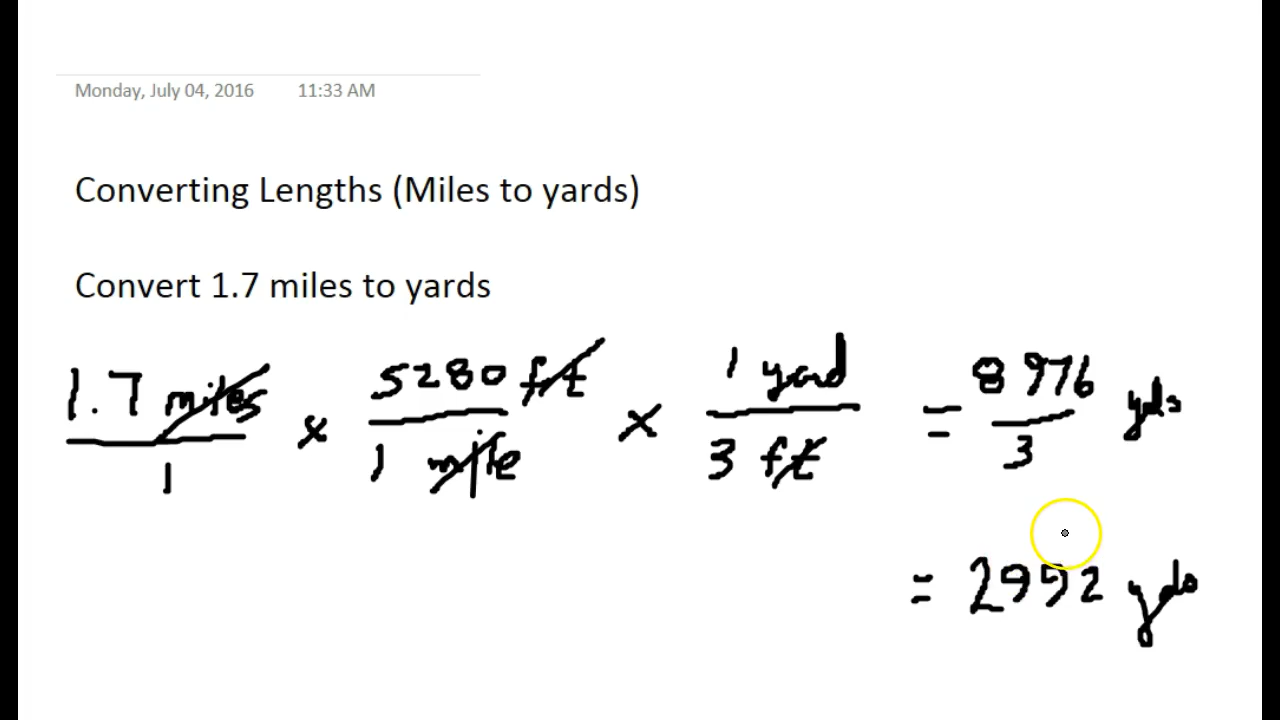 Monday, July 04, 2016 11:33 AM
Converting Lengths (Miles to yards)
Convert 1.7 miles to yards
1.7 miles / 1 × 5280 ft / 1 mile × 1 yard / 3 ft = 8976 / 3 yds
= 2992 yds